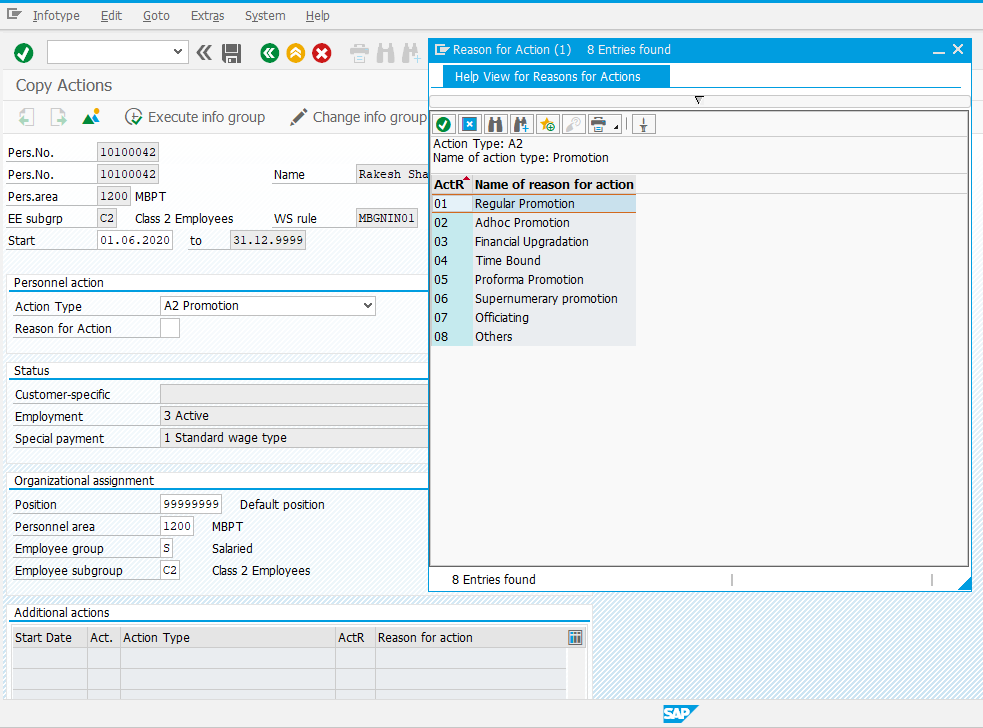 Infotype Edit Goto Extras System Help
Copy Actions
Execute info group Change info group
Pers.No. 10100042
Pers.No. 10100042 Name Rakesh Sha
Pers.area 1200 MBPT
EE subgrp C2 Class 2 Employees WS rule MBGNIN01
Start 01.06.2020 to 31.12.9999
Personnel action
Action Type A2 Promotion
Reason for Action
Status
Customer-specific
Employment 3 Active
Special payment 1 Standard wage type
Organizational assignment
Position 99999999 Default position
Personnel area 1200 MBPT
Employee group S Salaried
Employee subgroup C2 Class 2 Employees
Additional actions
Start Date Act. Action Type ActR Reason for action
Reason for Action (1) 8 Entries found
Help View for Reasons for Actions
Action Type: A2
Name of action type: Promotion
ActR Name of reason for action
01 Regular Promotion
02 Adhoc Promotion
03 Financial Upgradation
04 Time Bound
05 Proforma Promotion
06 Supernumerary promotion
07 Officiating
08 Others
8 Entries found
SAP